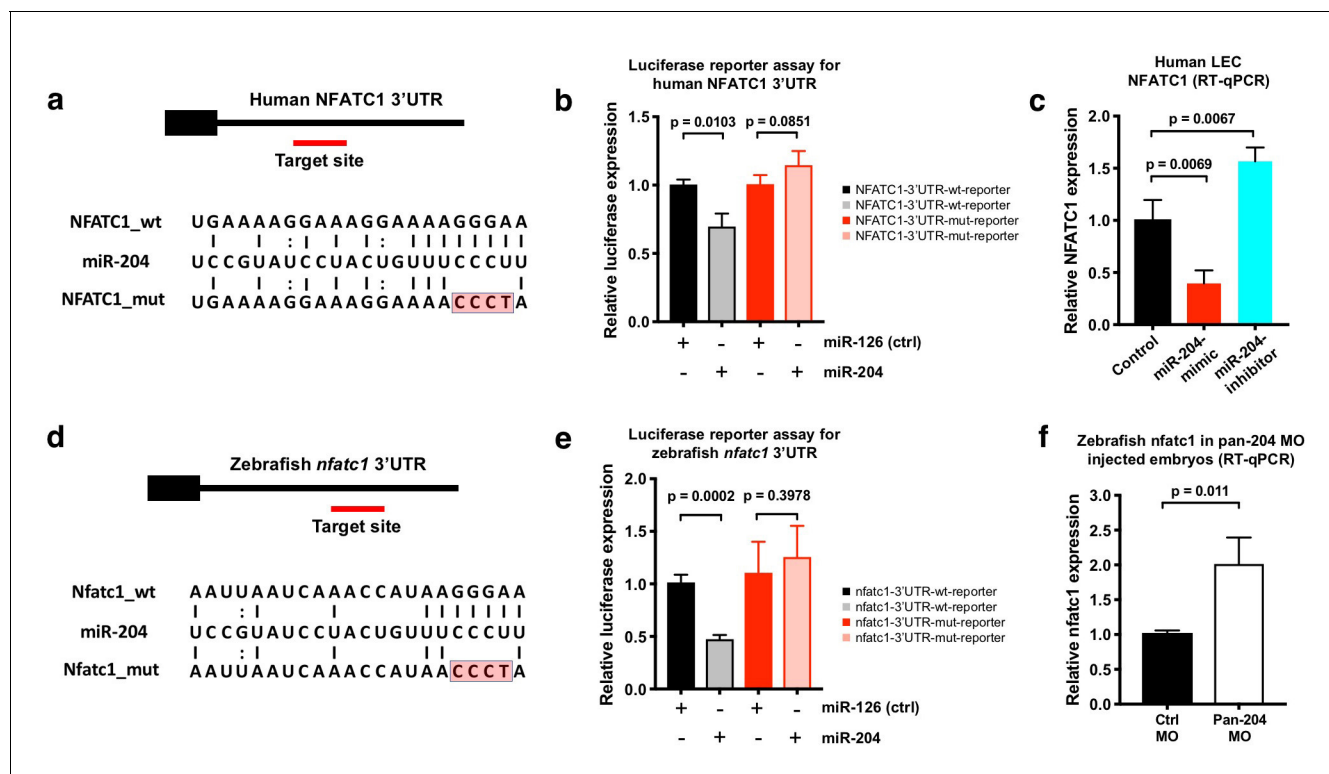 a
Human NFATC1 3'UTR
Target site
NFATC1_wt UGAAAAGGAAAGGAAAAGGGAA
miR-204 UCCGUAUCCUACUGUUUCCCUU
NFATC1_mut UGAAAAGGAAAGGAAAACCCTA
b
Luciferase reporter assay for
human NFATC1 3'UTR
Relative luciferase expression
1.5
1.0
0.5
0.0
p = 0.0103
p = 0.0851
NFATC1-3'UTR-wt-reporter
NFATC1-3'UTR-wt-reporter
NFATC1-3'UTR-mut-reporter
NFATC1-3'UTR-mut-reporter
+ - + - miR-126 (ctrl)
- + - + miR-204
c
Human LEC
NFATC1 (RT-qPCR)
Relative NFATC1 expression
2.0
1.5
1.0
0.5
0.0
p = 0.0067
p = 0.0069
Control
miR-204-
mimic
miR-204-
inhibitor
d
Zebrafish nfatc1 3'UTR
Target site
Nfatc1_wt AAUUAAUCAAACCAUAAGGGAA
miR-204 UCCGUAUCCUACUGUUUCCCUU
Nfatc1_mut AAUUAAUCAAACCAUAACCCTA
e
Luciferase reporter assay for
zebrafish nfatc1 3'UTR
Relative luciferase expression
2.0
1.5
1.0
0.5
0.0
p = 0.0002
p = 0.3978
nfatc1-3'UTR-wt-reporter
nfatc1-3'UTR-wt-reporter
nfatc1-3'UTR-mut-reporter
nfatc1-3'UTR-mut-reporter
+ - + - miR-126 (ctrl)
- + - + miR-204
f
Zebrafish nfatc1 in pan-204 MO
injected embryos (RT-qPCR)
Relative nfatc1 expression
3.0
2.5
2.0
1.5
1.0
0.5
0.0
p = 0.011
Ctrl
MO
Pan-204
MO